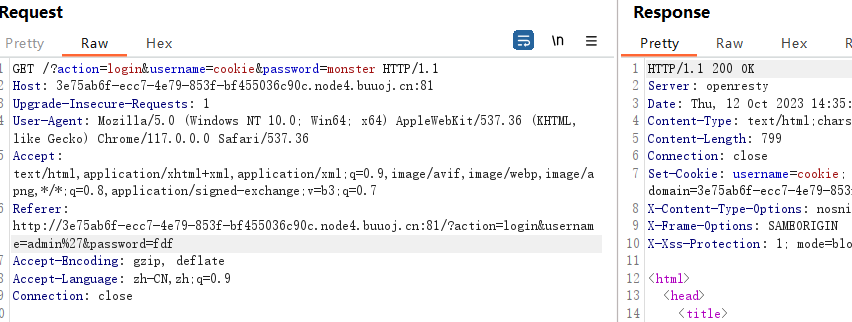 Request
Pretty Raw Hex
\n
GET /?action=login&username=cookie&password=monster HTTP/1.1
2 Host: 3e75ab6f-ecc7-4e79-853f-bf455036c90c.node4.buuoj.cn:81
3 Upgrade-Insecure-Requests: 1
4 User-Agent: Mozilla/5.0 (Windows NT 10.0; Win64; x64) AppleWebKit/537.36 (KHTML,
like Gecko) Chrome/117.0.0.0 Safari/537.36
5 Accept:
text/html,application/xhtml+xml,application/xml;q=0.9,image/avif,image/webp,image/a
png,*/*;q=0.8,application/signed-exchange;v=b3;q=0.7
6 Referer:
http://3e75ab6f-ecc7-4e79-853f-bf455036c90c.node4.buuoj.cn:81/?action=login&usernam
e=admin%27&password=fdf
7 Accept-Encoding: gzip, deflate
8 Accept-Language: zh-CN,zh;q=0.9
9 Connection: close
0
Response
Pretty Raw Hex
1 HTTP/1.1 200 OK
2 Server: openresty
3 Date: Thu, 12 Oct 2023 14:35:
4 Content-Type: text/html;chars
5 Content-Length: 799
6 Connection: close
7 Set-Cookie: username=cookie;
domain=3e75ab6f-ecc7-4e79-853f
8 X-Content-Type-Options: nosni
9 X-Frame-Options: SAMEORIGIN
10 X-Xss-Protection: 1; mode=blo
11
12 <html>
13 <head>
14 <title>